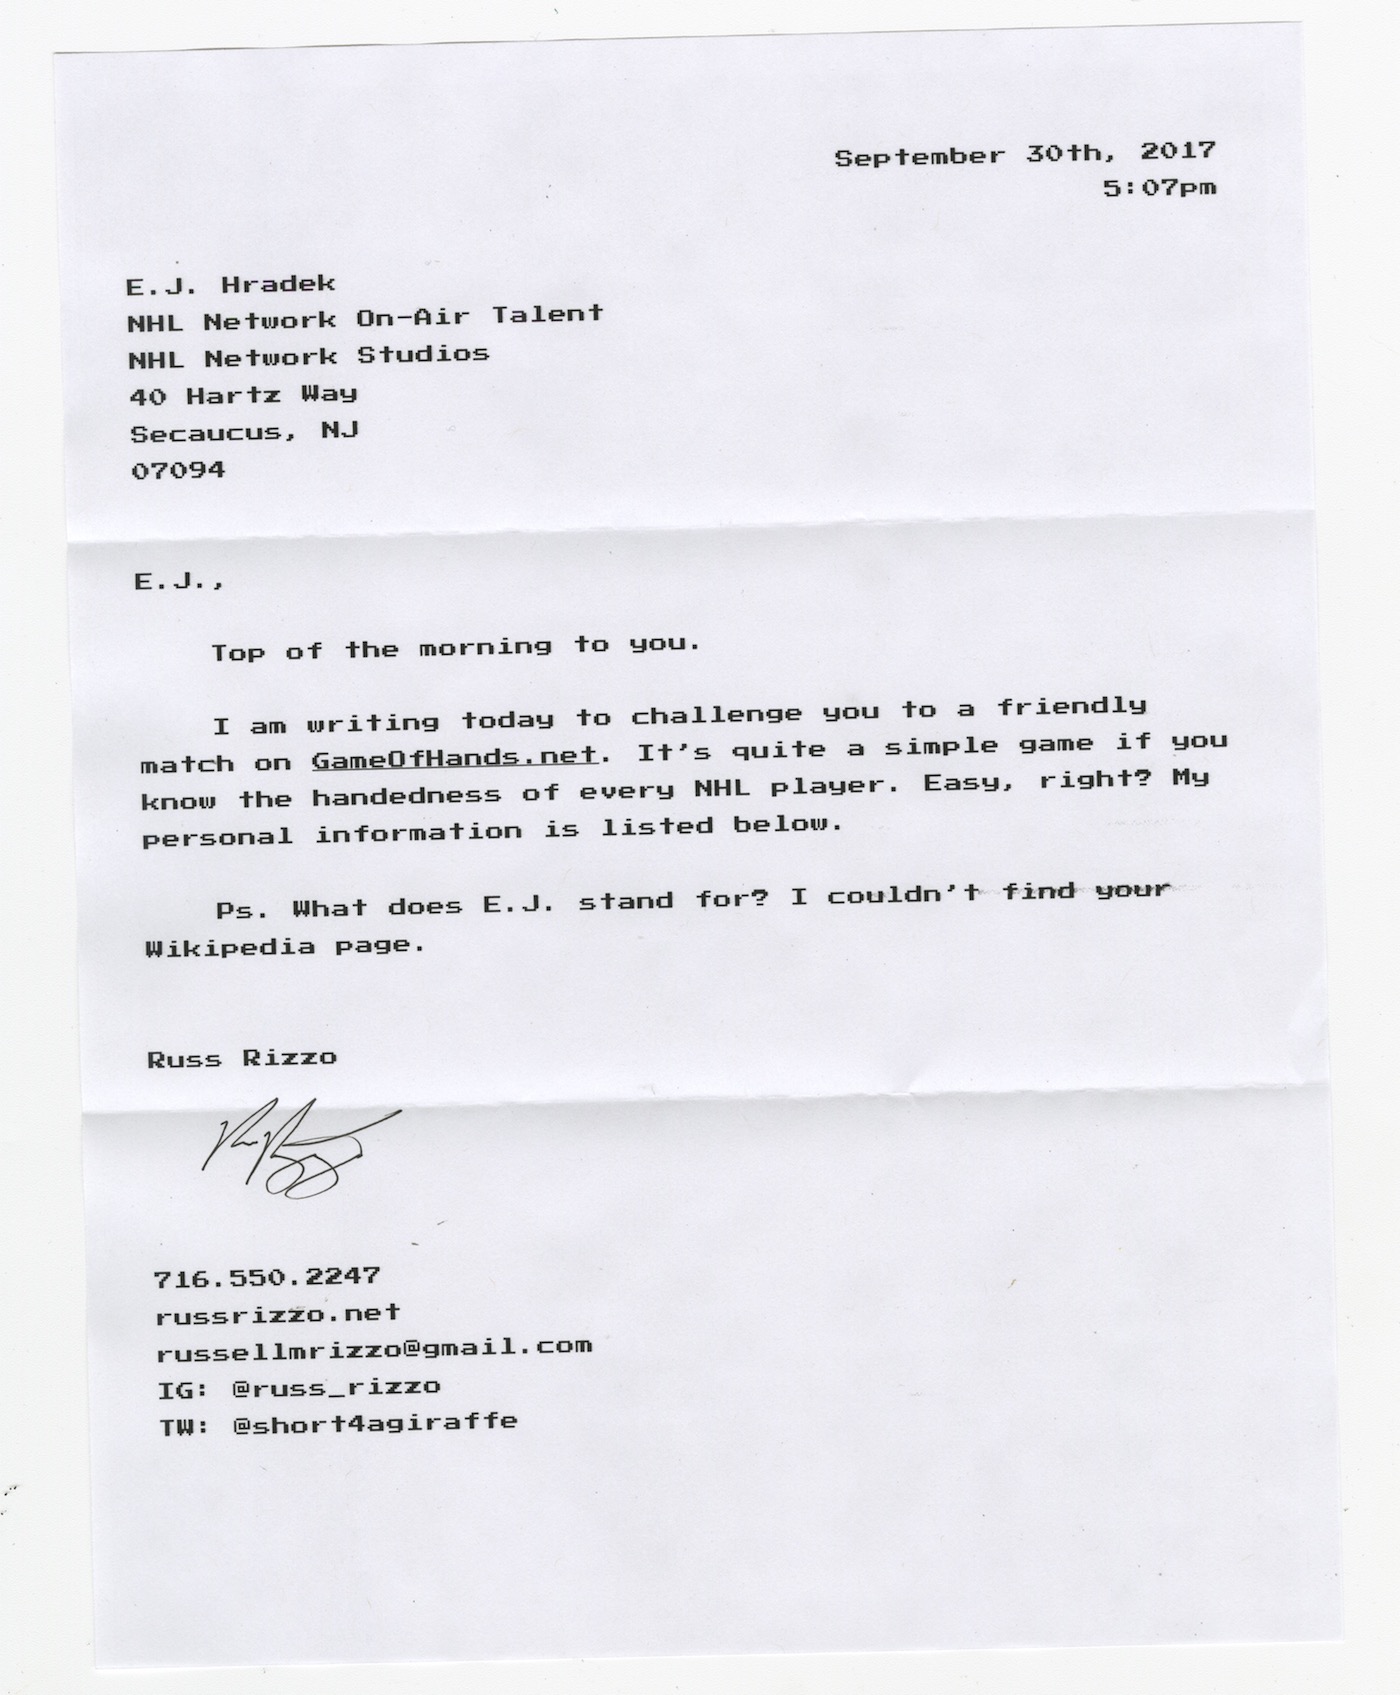 September 30th, 2017
5:07pm
E.J. Hradek
NHL Network On-Air Talent
NHL Network Studios
40 Hartz Way
Secaucus, NJ
07094
E.J.,
Top of the morning to you.
I am writing today to challenge you to a friendly
match on GameOfHands.net. It's quite a simple game if you
know the handedness of every NHL player. Easy, right? My
personal information is listed below.
Ps. What does E.J. stand for? I couldn't find your
Wikipedia page.
Russ Rizzo
716.550.2247
russrizzo.net
russellmrizzo@gmail.com
IG: @russ_rizzo
TW: @short4agiraffe